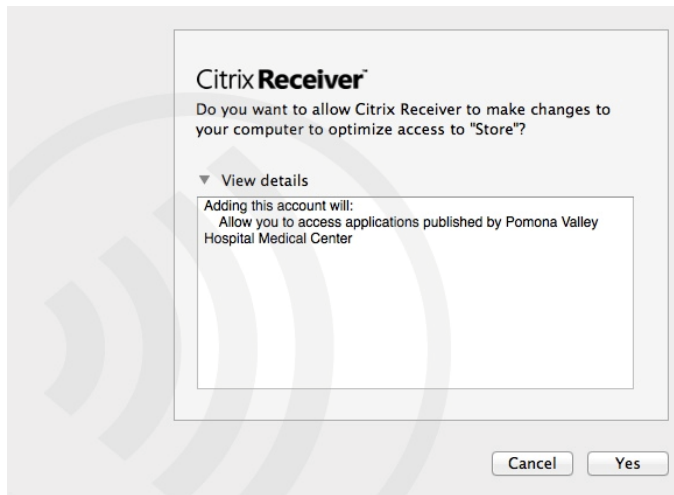 Citrix Receiver™
Do you want to allow Citrix Receiver to make changes to
your computer to optimize access to "Store"?
▼ View details
Adding this account will:
Allow you to access applications published by Pomona Valley
Hospital Medical Center
Cancel Yes